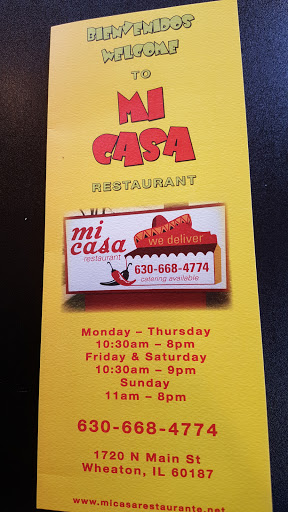 BIENVENIDOS
WELCOME
TO
MI
CASA
RESTAURANT
mi
casa
restaurant
we deliver
630-668-4774
catering available
Monday – Thursday
10:30am – 8pm
Friday & Saturday
10:30am – 9pm
Sunday
11am – 8pm
630-668-4774
1720 N Main St
Wheaton, IL 60187
www.micasarestaurante.net